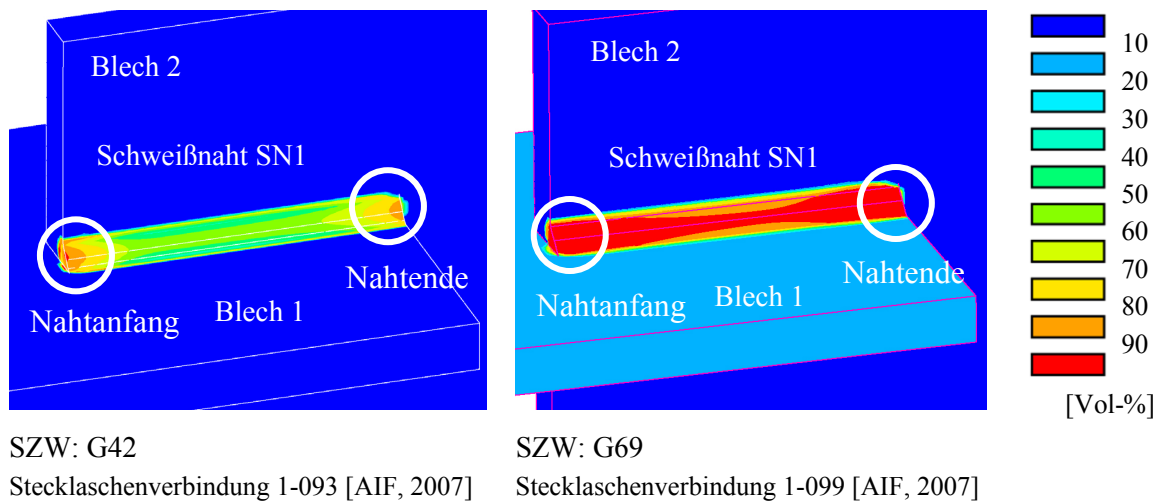 Blech 2
Schweißnaht SN1
Nahtanfang
Blech 1
Nahtende
SZW: G42
Stecklaschenverbindung 1-093 [AIF, 2007]
Blech 2
Schweißnaht SN1
Nahtanfang
Blech 1
Nahtende
SZW: G69
Stecklaschenverbindung 1-099 [AIF, 2007]
10
20
30
40
50
60
70
80
90
[Vol-%]